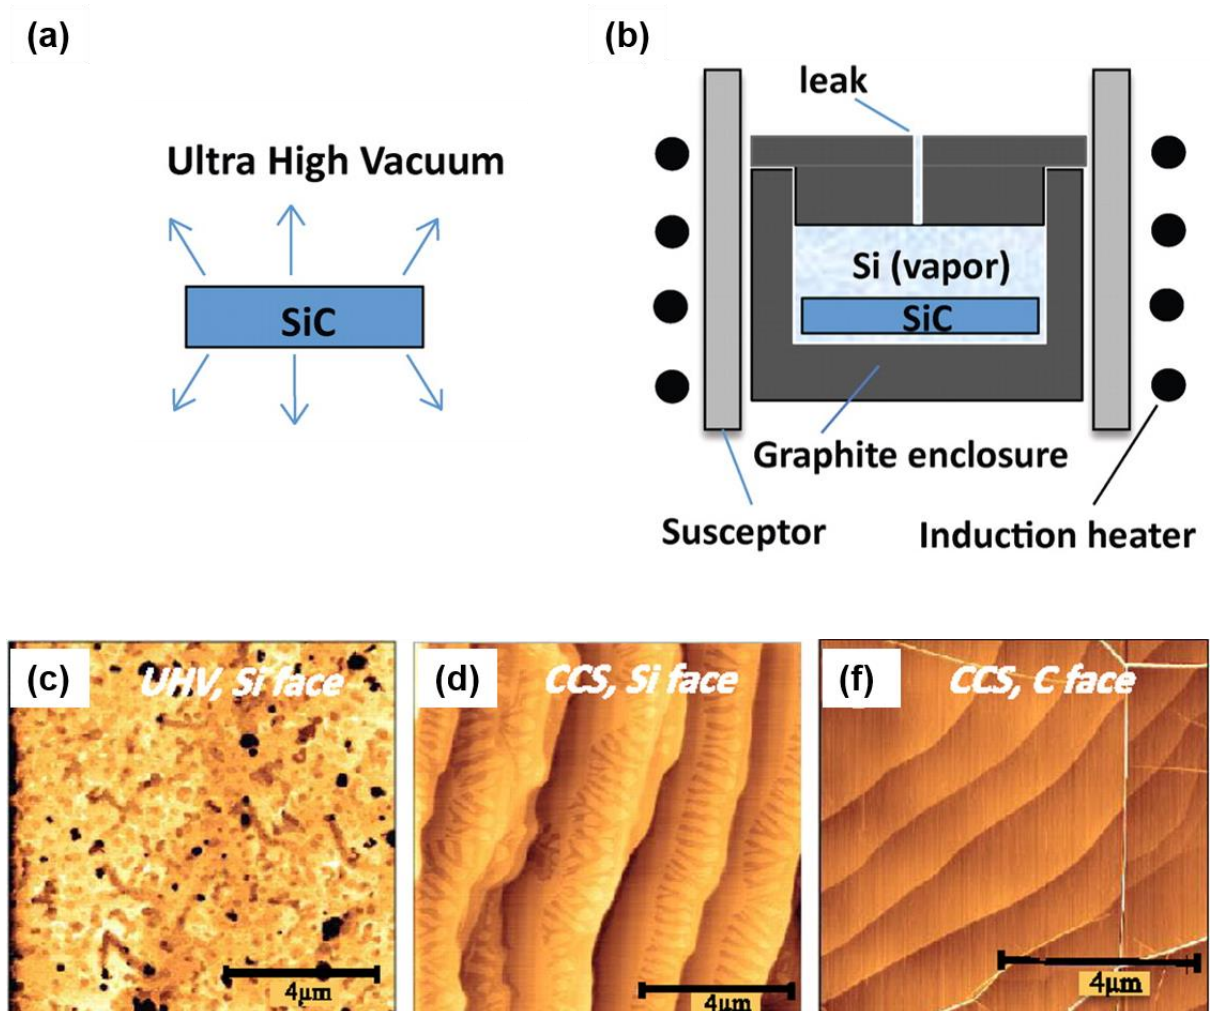 (a)
Ultra High Vacuum
SiC
(b)
leak
Si (vapor)
SiC
Graphite enclosure
Susceptor
Induction heater
(c)
UHV, Si face
4μm
(d)
CCS, Si face
4μm
(f)
CCS, C face
4μm